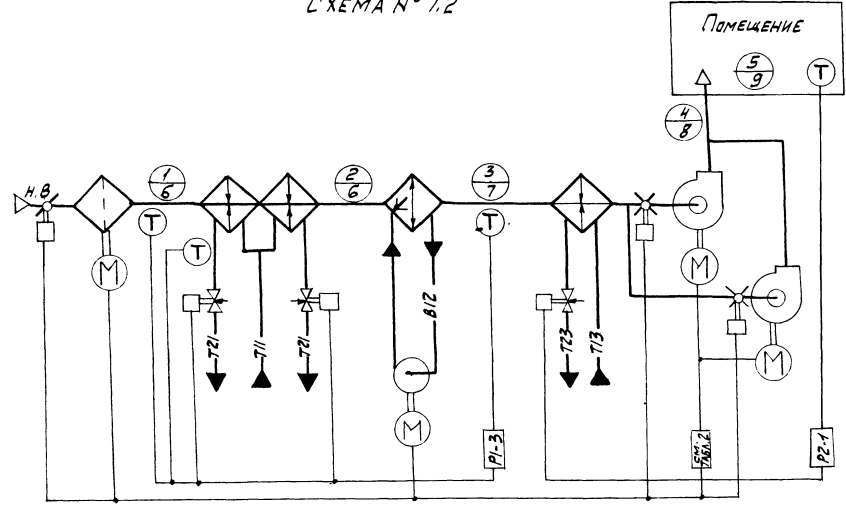 СХЕМА № 1.2
ПОМЕЩЕНИЕ
5
9
Т
4
8
Н.В
1
6
2
6
3
7
Т
Т
Т
М
М
В12
Т21
Т11
Т21
Т23
Т13
М
М
Р1-3
СМ.
ТАБЛ.2
Р2-1